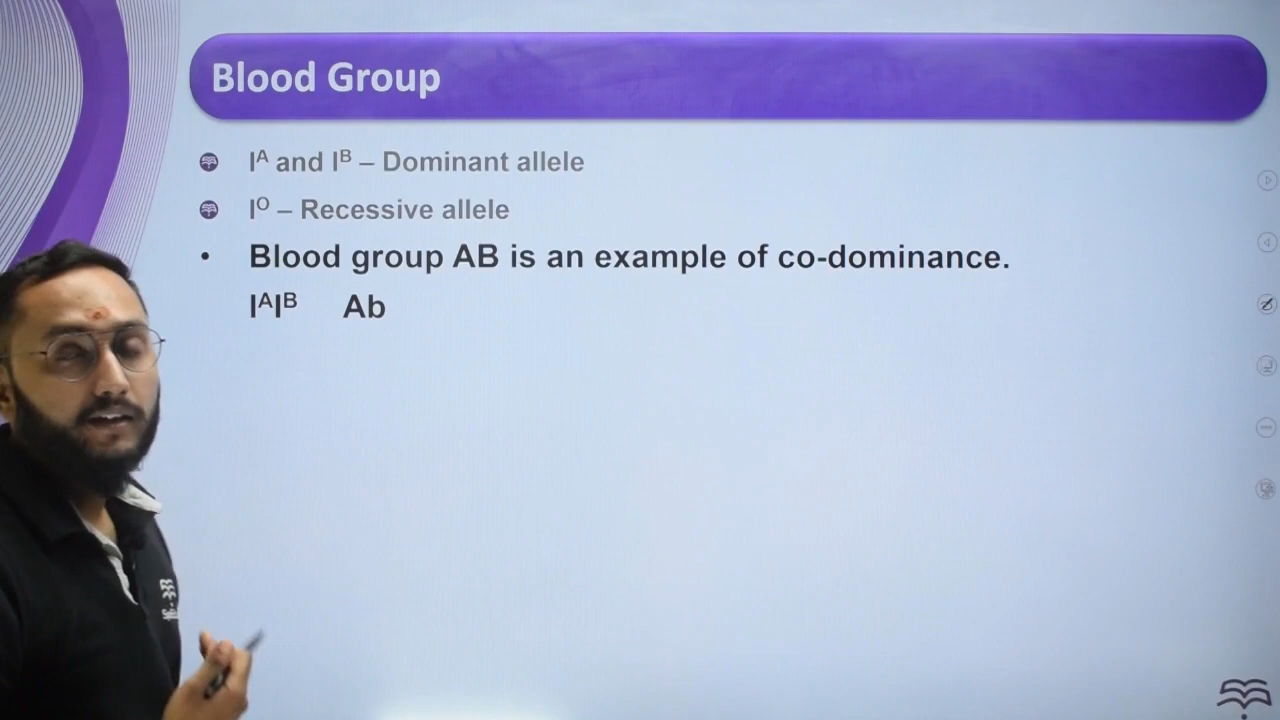 Blood Group
Iᴬ and Iᴮ – Dominant allele
Iᴼ – Recessive allele
• Blood group AB is an example of co-dominance.
IᴬIᴮ Ab